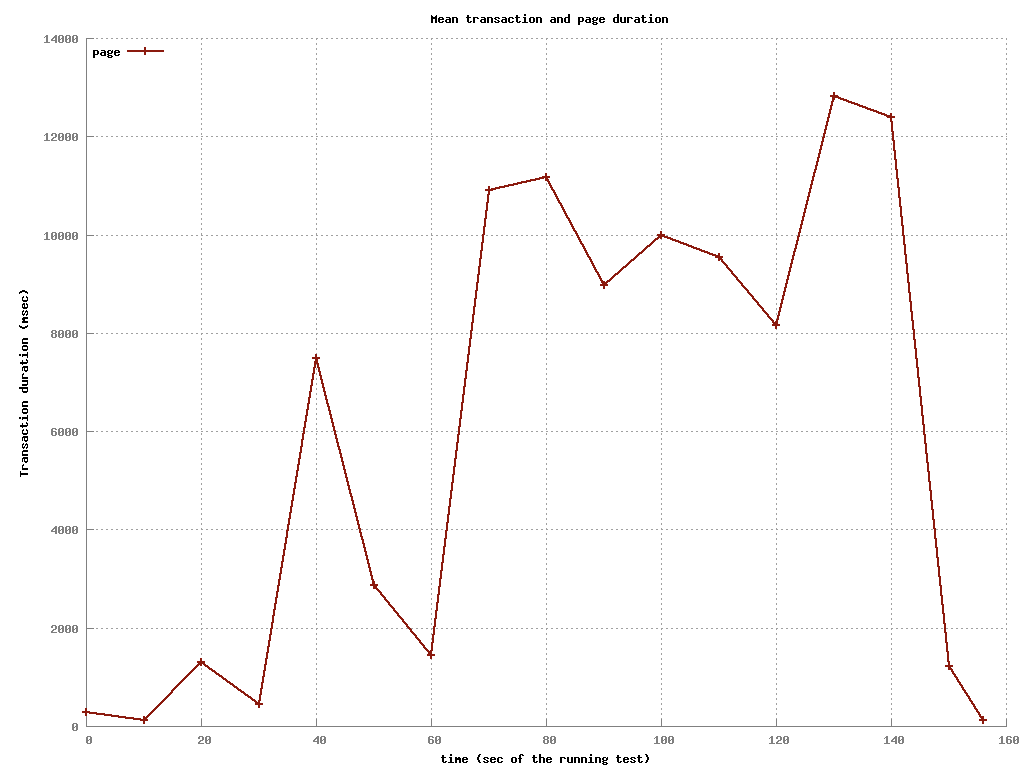 Mean transaction and page duration
page
14000
12000
10000
8000
6000
4000
2000
0
Transaction duration (msec)
0 20 40 60 80 100 120 140 160
time (sec of the running test)